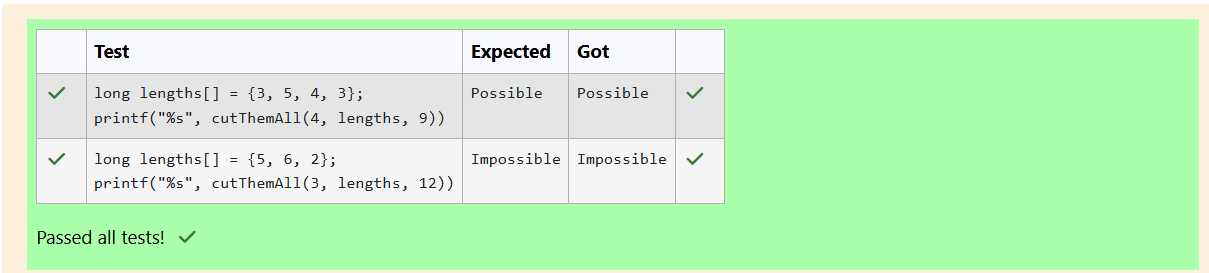 Test Expected Got
long lengths[] = {3, 5, 4, 3}; Possible Possible
printf("%s", cutThemAll(4, lengths, 9))
long lengths[] = {5, 6, 2}; Impossible Impossible
printf("%s", cutThemAll(3, lengths, 12))
Passed all tests!